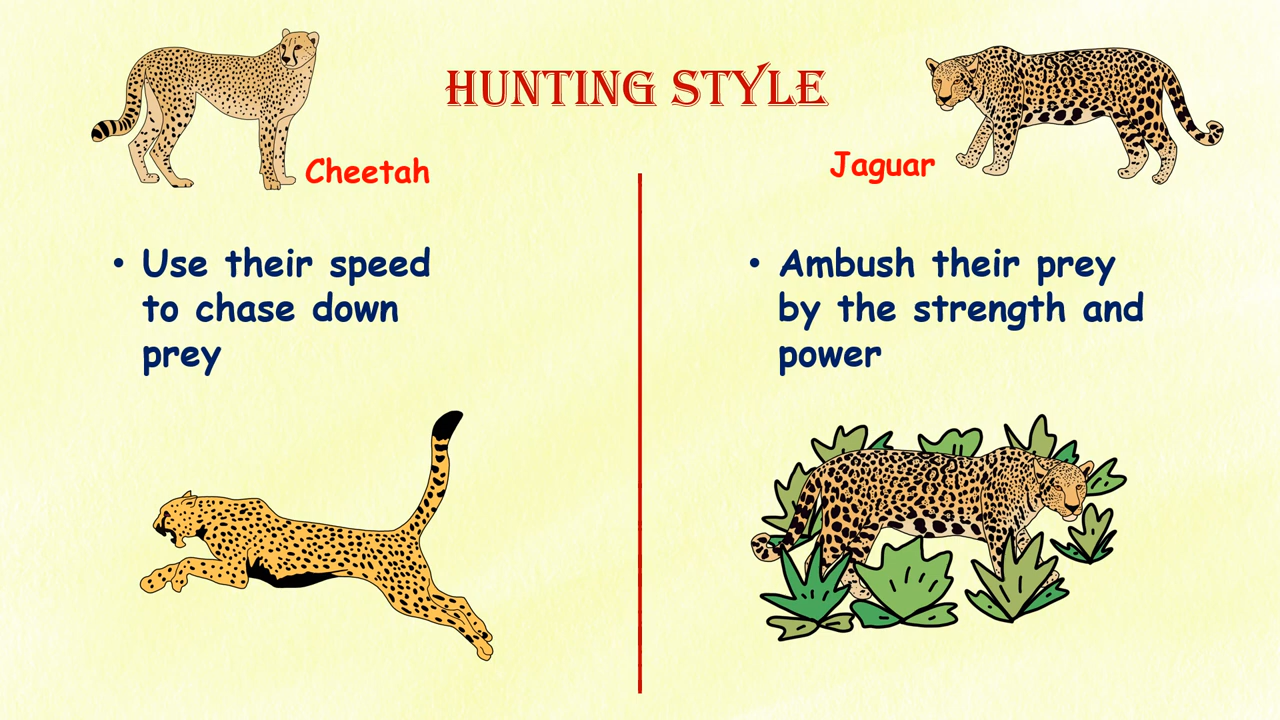 HUNTING STYLE
Cheetah
Jaguar
• Use their speed
to chase down
prey
• Ambush their prey
by the strength and
power